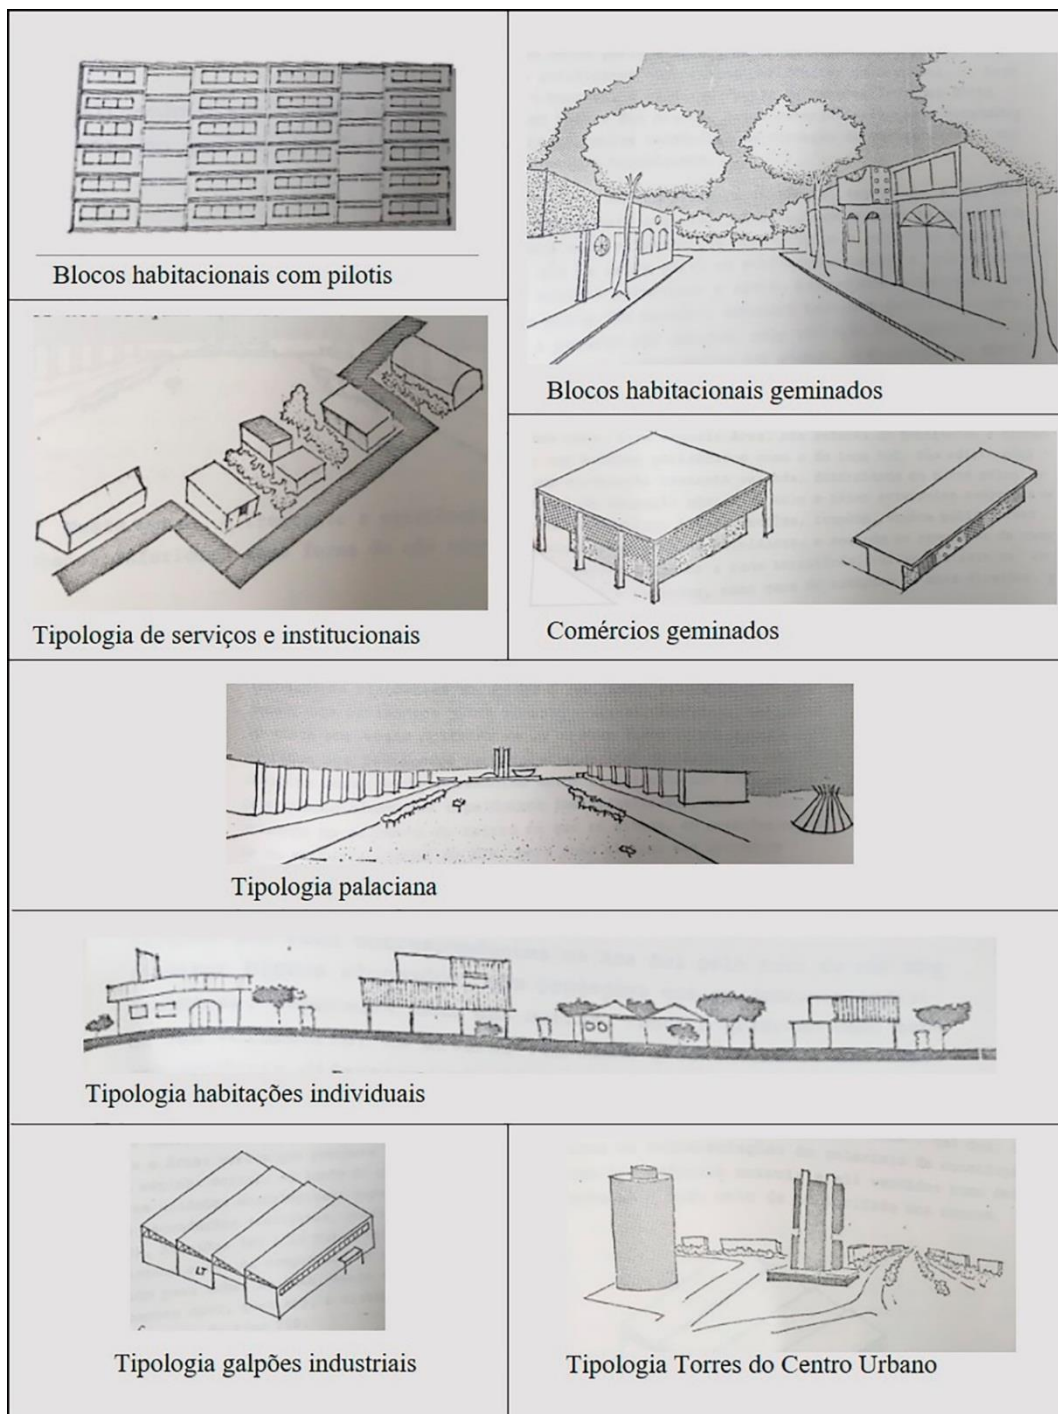 Blocos habitacionais com pilotis
Blocos habitacionais geminados
Tipologia de serviços e institucionais
Comércios geminados
Tipologia palaciana
Tipologia habitações individuais
LT
Tipologia galpões industriais
Tipologia Torres do Centro Urbano